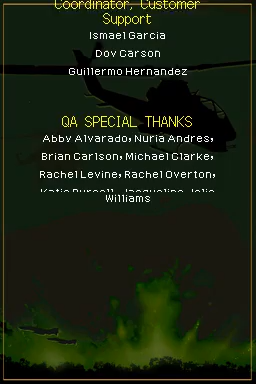 Coordinator, Customer
Support
Ismael Garcia
Dov Carson
Guillermo Hernandez
QA SPECIAL THANKS
Abby Alvarado, Nuria Andres,
Brian Carlson, Michael Clarke,
Rachel Levine, Rachel Overton,
Williams